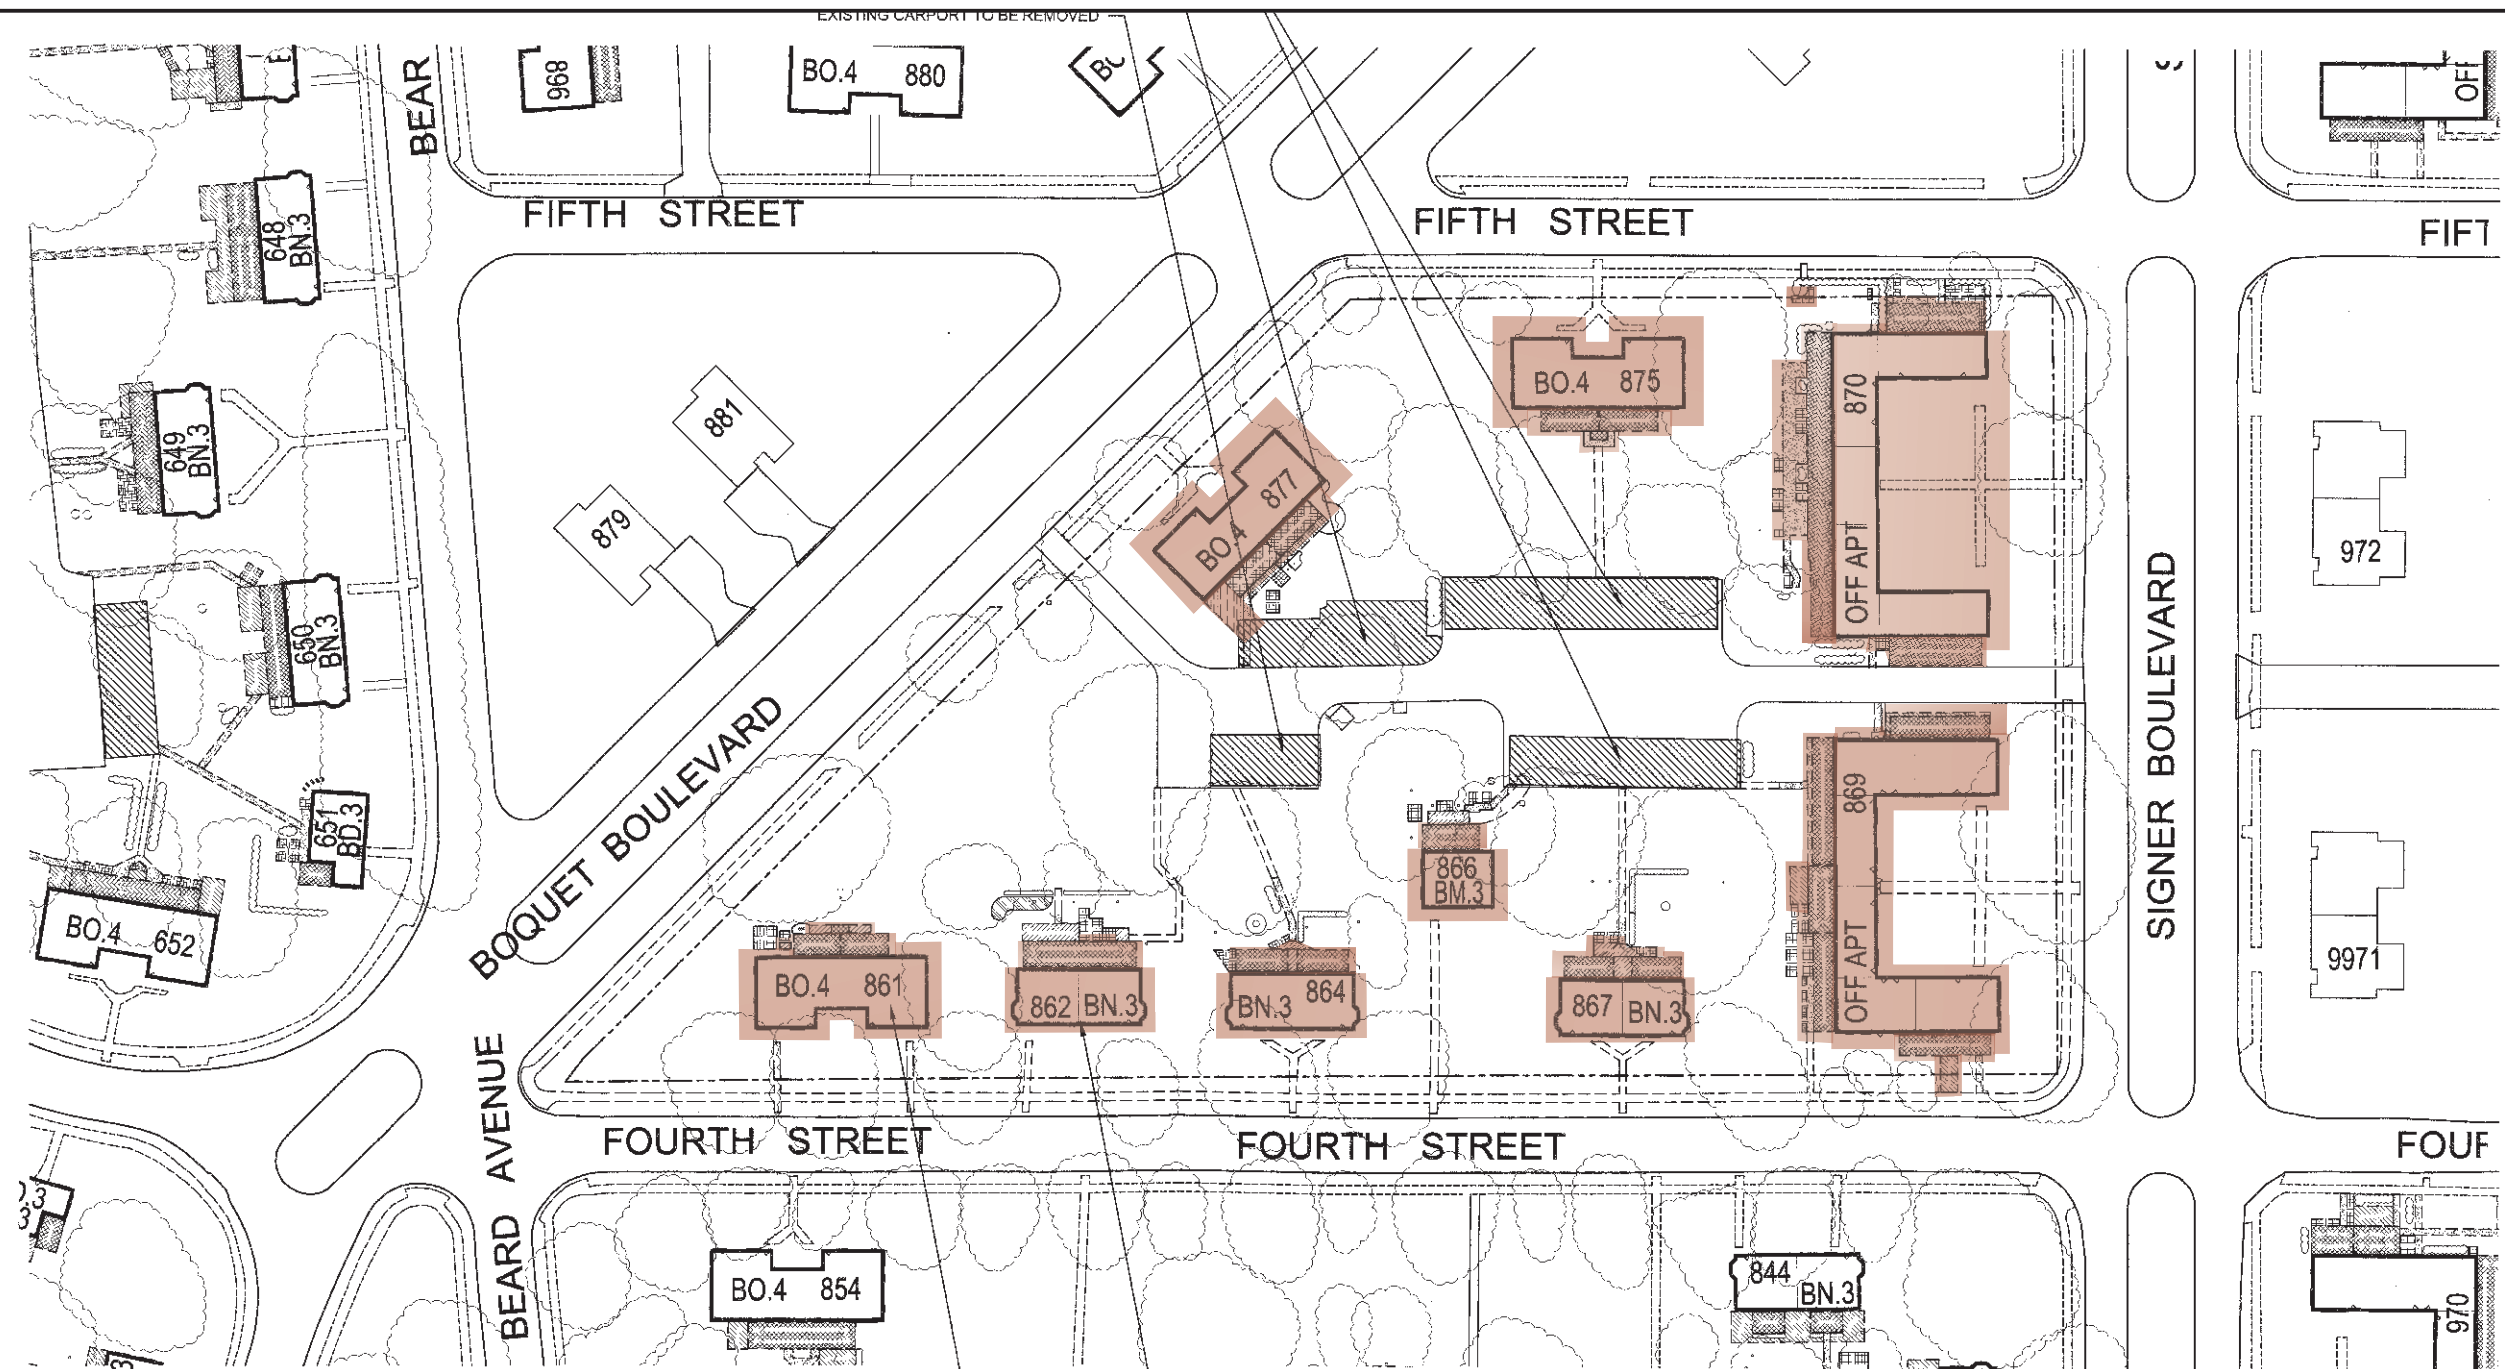 EXISTING CARPORT TO BE REMOVED
BEAR
968
BO.4 880
OFF
FIFTH STREET
FIFTH STREET
FIFT
648
BN.3
649
BN.3
881
879
BO.4 877
BO.4 875
870
OFF APT
972
650
BN.3
651
BD.3
BO.4 652
BOQUET BOULEVARD
SIGNER BOULEVARD
869
OFF APT
866
BM.3
BO.4 861
862 BN.3
BN.3 864
867 BN.3
9971
BEARD AVENUE
FOURTH STREET
FOURTH STREET
FOUR
BEARD
BO.4 854
844
BN.3
970